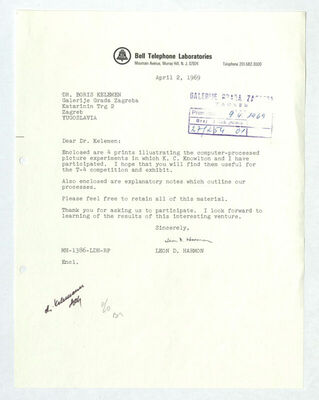 Bell Telephone Laboratories
Mountain Avenue, Murray Hill, N. J. 07974
Telephone 201-582-3000
April 2, 1969
DR. BORIS KELEMEN
Galerije Grada Zagreba
Katarinin Trg 2
Zagreb
YUGOSLAVIA
GALERIJE GRADA ZAGREBA
ZAGREB
9 4 1969
Dear Dr. Kelemen:
Enclosed are 4 prints illustrating the computer-processed
picture experiments in which K. C. Knowlton and I have
participated. I hope that you will find these useful for
the T-4 competition and exhibit.
Also enclosed are explanatory notes which outline our
processes.
Please feel free to retain all of this material.
Thank you for asking us to participate. I look forward to
learning of the results of this interesting venture.
Sincerely,
Leon D. Harmon
MH-1386-LDH-RP
LEON D. HARMON
Encl.